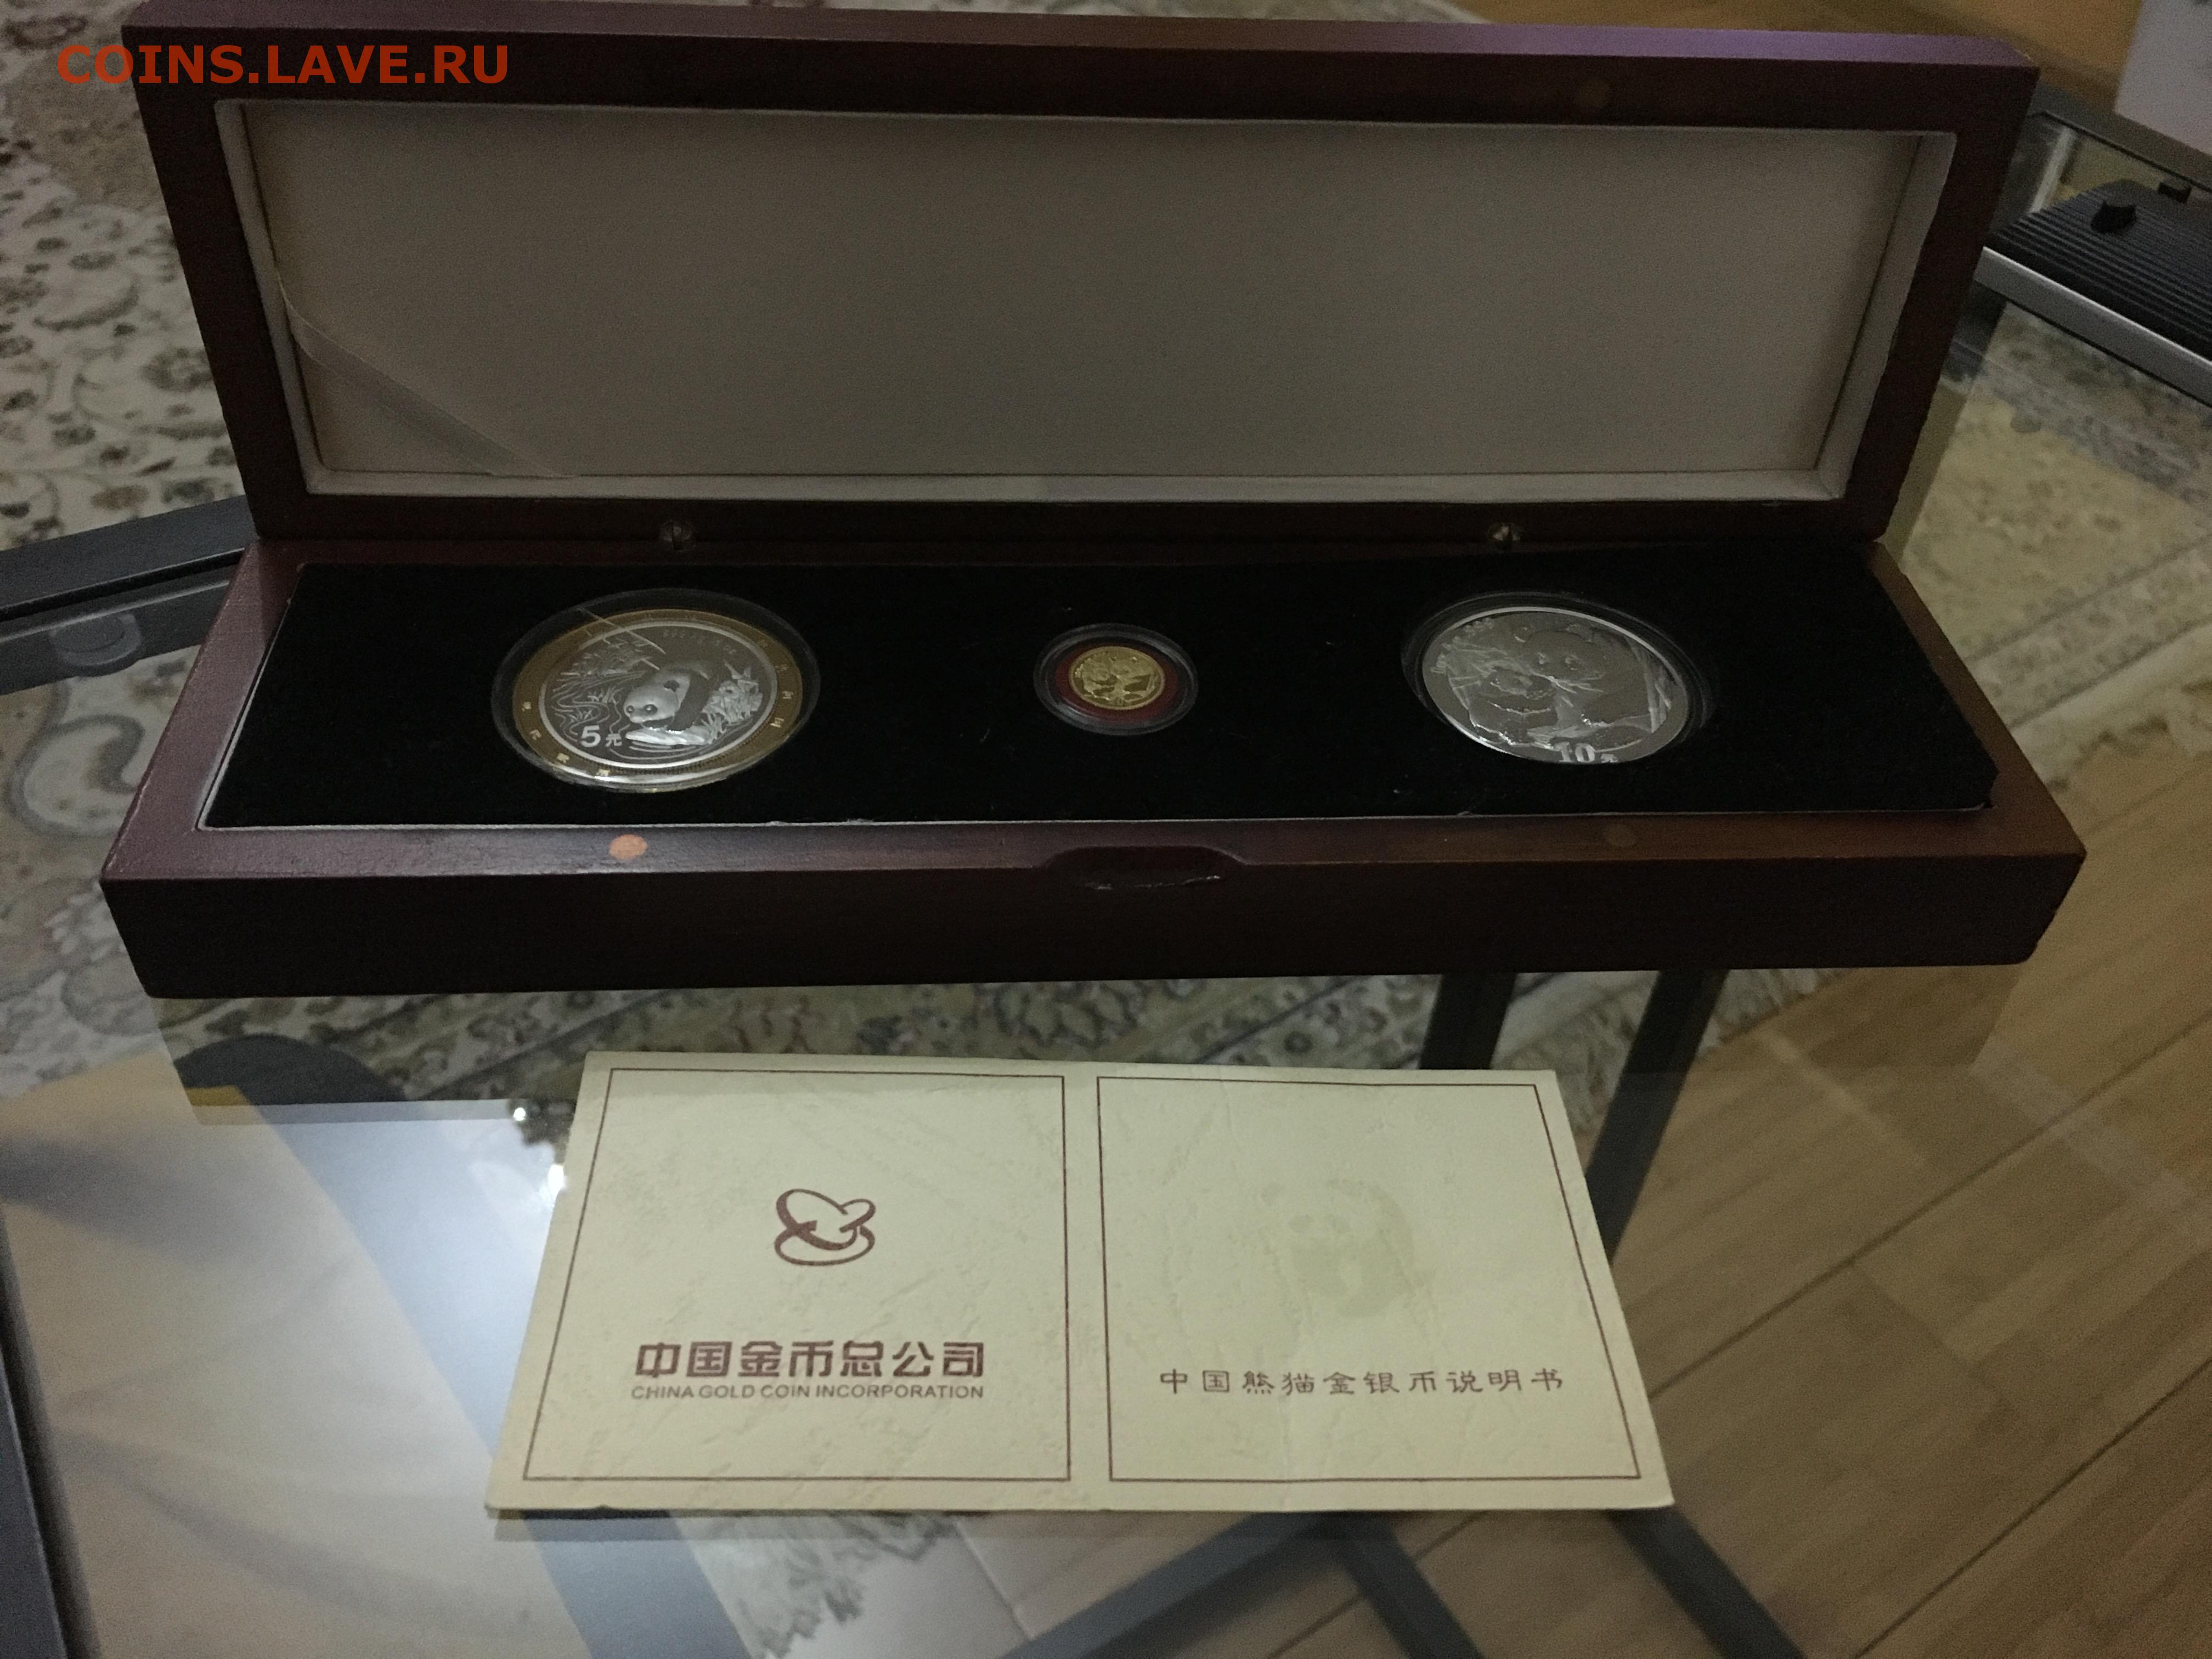 COINS.LAVE.RU
5元
10元
中国金币总公司
CHINA GOLD COIN INCORPORATION
中国熊猫金银币说明书